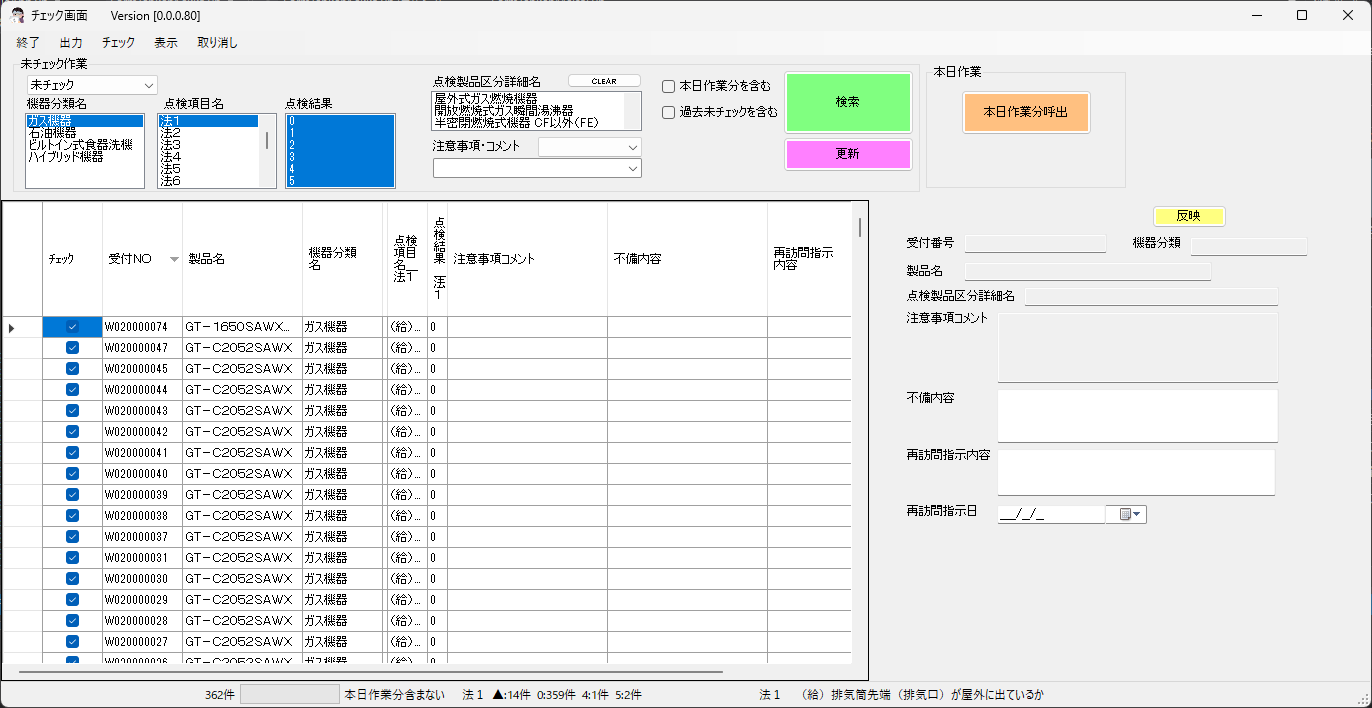 チェック画面 Version [0.0.0.80]
終了 出力 チェック 表示 取り消し
未チェック作業
未チェック
機器分類名 点検項目名 点検結果
ガス機器
石油機器
ビルトイン式食器洗機
ハイブリッド機器
法1
法2
法3
法4
法5
法6
0
1
2
3
4
5
点検製品区分詳細名 CLEAR
屋外式ガス燃焼機器
開放燃焼式ガス瞬間湯沸器
半密閉燃焼式機器 CF以外(FE)
注意事項・コメント
本日作業分を含む
過去未チェックを含む
検索
更新
本日作業
本日作業分呼出
チェック 受付NO 製品名 機器分類名 点検項目名_法1 点検結果_法1 注意事項コメント 不備内容 再訪問指示内容
W020000074 GT-1650SAWX... ガス機器 (給)... 0
W020000047 GT-C2052SAWX ガス機器 (給)... 0
W020000045 GT-C2052SAWX ガス機器 (給)... 0
W020000044 GT-C2052SAWX ガス機器 (給)... 0
W020000043 GT-C2052SAWX ガス機器 (給)... 0
W020000042 GT-C2052SAWX ガス機器 (給)... 0
W020000041 GT-C2052SAWX ガス機器 (給)... 0
W020000040 GT-C2052SAWX ガス機器 (給)... 0
W020000039 GT-C2052SAWX ガス機器 (給)... 0
W020000038 GT-C2052SAWX ガス機器 (給)... 0
W020000037 GT-C2052SAWX ガス機器 (給)... 0
W020000031 GT-C2052SAWX ガス機器 (給)... 0
W020000030 GT-C2052SAWX ガス機器 (給)... 0
W020000029 GT-C2052SAWX ガス機器 (給)... 0
W020000028 GT-C2052SAWX ガス機器 (給)... 0
W020000027 GT-C2052SAWX ガス機器 (給)... 0
W020000026 GT-C2052SAWX ガス機器 (給)... 0
反映
受付番号 機器分類
製品名
点検製品区分詳細名
注意事項コメント
不備内容
再訪問指示内容
再訪問指示日 __/_/_
362件 本日作業分含まない 法1 ▲:14件 0:359件 4:1件 5:2件 法1 (給)排気筒先端(排気口)が屋外に出ているか